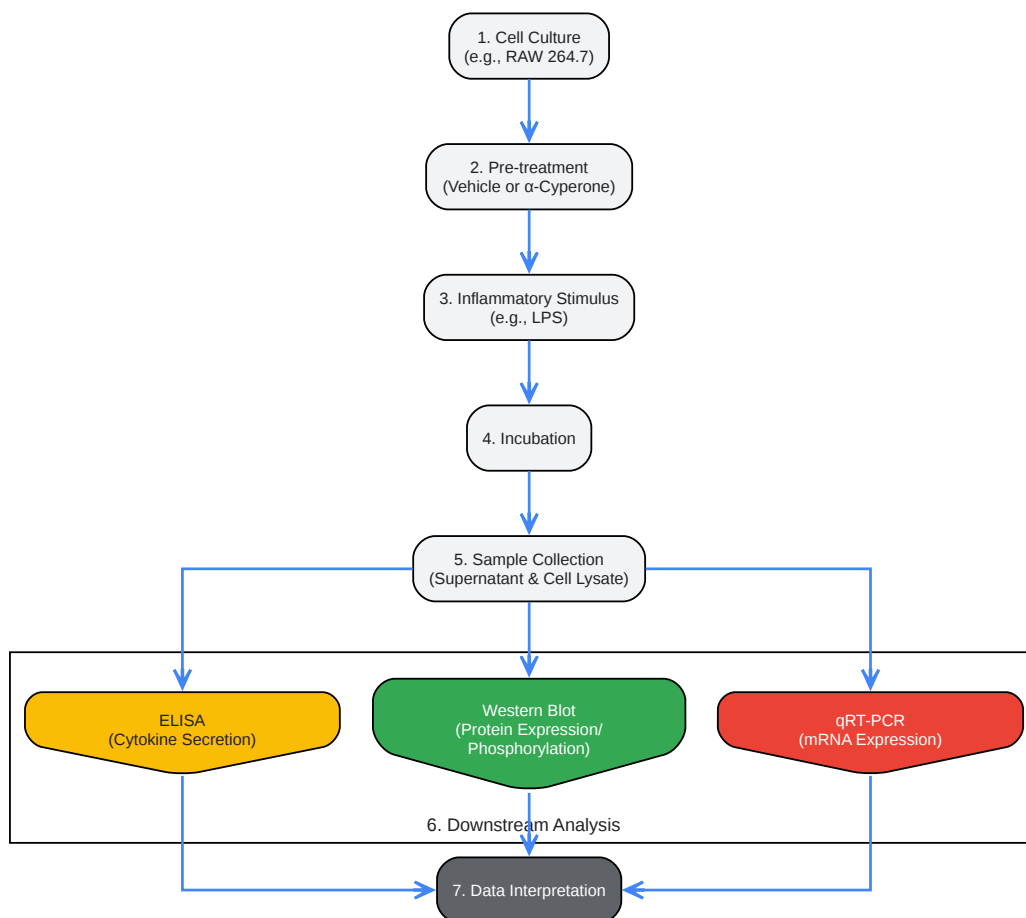 1. Cell Culture
(e.g., RAW 264.7)
2. Pre-treatment
(Vehicle or α-Cyperone)
3. Inflammatory Stimulus
(e.g., LPS)
4. Incubation
5. Sample Collection
(Supernatant & Cell Lysate)
ELISA
(Cytokine Secretion)
Western Blot
(Protein Expression/
Phosphorylation)
qRT-PCR
(mRNA Expression)
6. Downstream Analysis
7. Data Interpretation